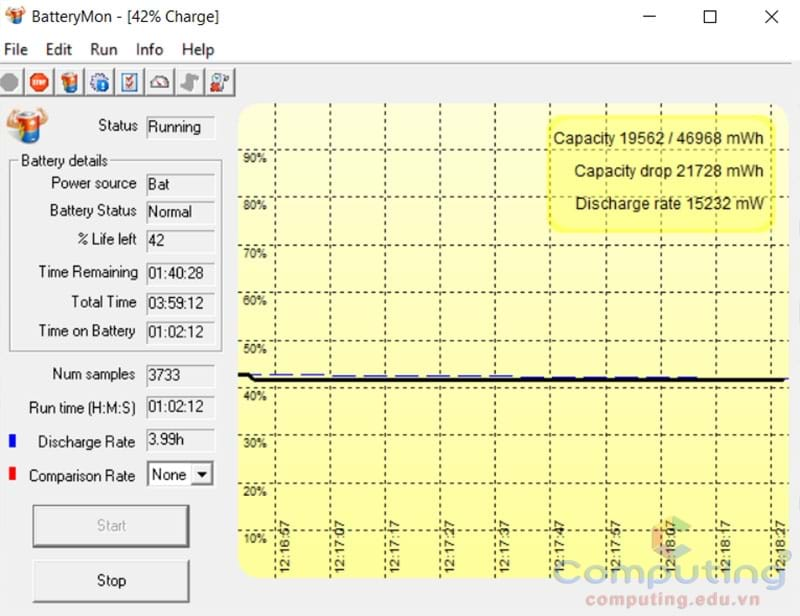 BatteryMon - [42% Charge]
File Edit Run Info Help
STOP
Status Running
Battery details
Power source Bat
Battery Status Normal
% Life left 42
Time Remaining 01:40:28
Total Time 03:59:12
Time on Battery 01:02:12
Num samples 3733
Run time (H:M:S) 01:02:12
Discharge Rate 3.99h
Comparison Rate None
Start
Stop
Capacity 19562 / 46968 mWh
Capacity drop 21728 mWh
Discharge rate 15232 mW
90%
80%
70%
60%
50%
40%
30%
20%
10%
12:16:57
12:17:07
12:17:17
12:17:27
12:17:37
12:17:47
12:17:57
12:18:07
12:18:17
12:18:27
Computing®
computing.edu.vn